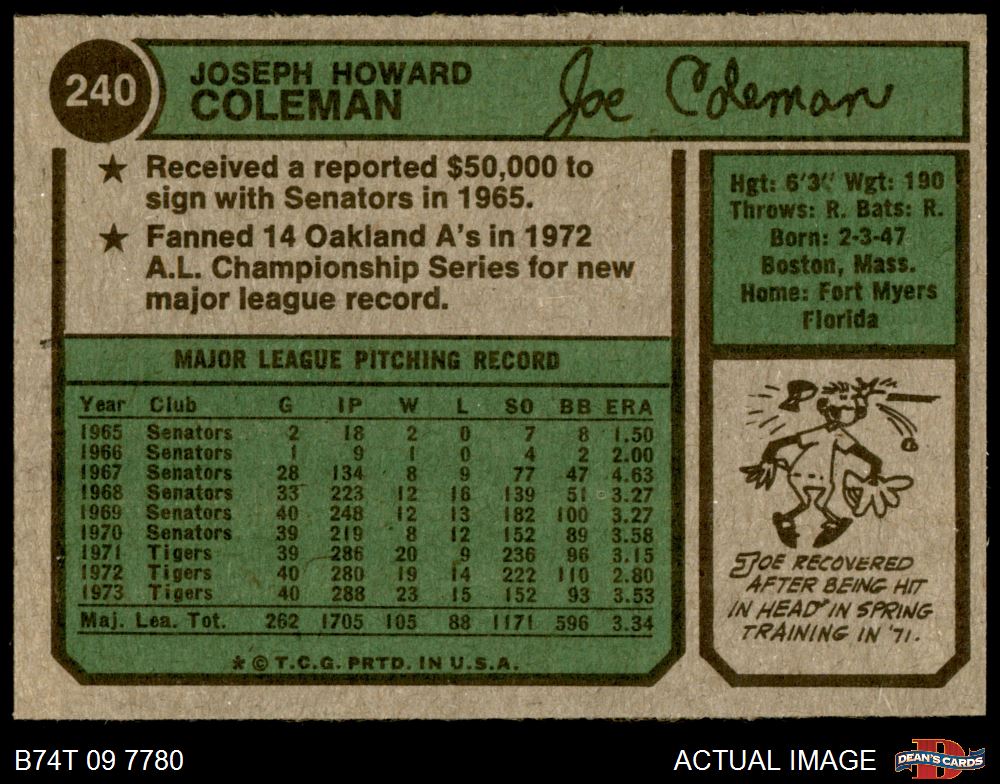 240
JOSEPH HOWARD
COLEMAN
Joe Coleman
★ Received a reported $50,000 to
sign with Senators in 1965.
★ Fanned 14 Oakland A's in 1972
A.L. Championship Series for new
major league record.
Hgt: 6'3" Wgt: 190
Throws: R. Bats: R.
Born: 2-3-47
Boston, Mass.
Home: Fort Myers
Florida
MAJOR LEAGUE PITCHING RECORD
Year Club G IP W L SO BB ERA
1965 Senators 2 18 2 0 7 8 1.50
1966 Senators 1 9 1 0 4 2 2.00
1967 Senators 28 134 8 9 77 47 4.63
1968 Senators 33 223 12 16 139 51 3.27
1969 Senators 40 248 12 13 182 100 3.27
1970 Senators 39 219 8 12 152 89 3.58
1971 Tigers 39 286 20 9 236 96 3.15
1972 Tigers 40 280 19 14 222 110 2.80
1973 Tigers 40 288 23 15 152 93 3.53
Maj. Lea. Tot. 262 1705 105 88 1171 596 3.34
★ © T.C.G. PRTD. IN U.S.A.
JOE RECOVERED
AFTER BEING HIT
IN HEAD IN SPRING
TRAINING IN '71.
B74T 09 7780
ACTUAL IMAGE
DEAN'S CARDS